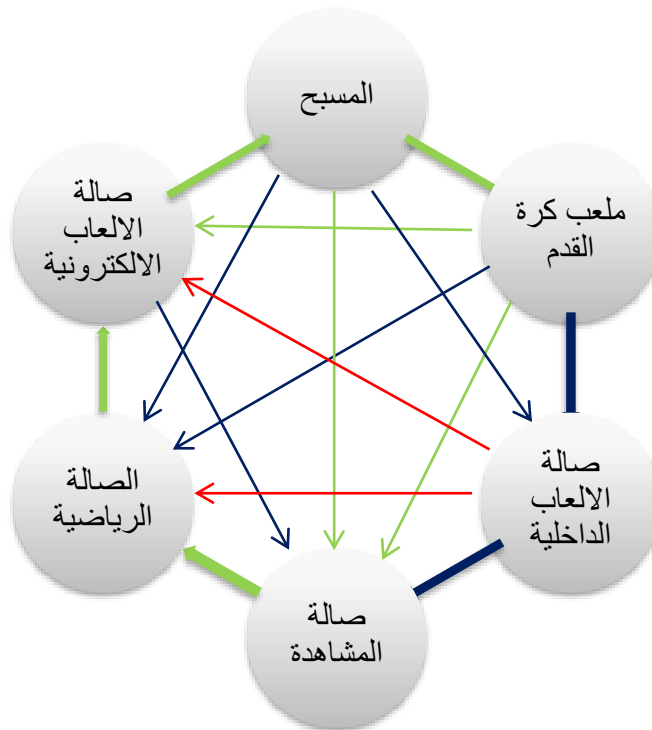 المسبح
ملعب كرة
القدم
صالة
الالعاب
الالكترونية
صالة
الالعاب
الداخلية
الصالة
الرياضية
صالة
المشاهدة